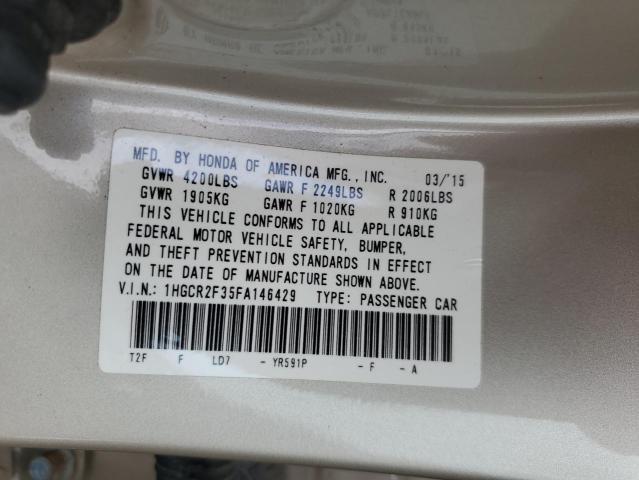 MFD. BY HONDA OF AMERICA MFG., INC. 03/'15
GVWR 4200LBS GAWR F 2249LBS R 2006LBS
GVWR 1905KG GAWR F 1020KG R 910KG
THIS VEHICLE CONFORMS TO ALL APPLICABLE
FEDERAL MOTOR VEHICLE SAFETY, BUMPER,
AND THEFT PREVENTION STANDARDS IN EFFECT
ON THE DATE OF MANUFACTURE SHOWN ABOVE.
V.I.N.: 1HGCR2F35FA146429 TYPE: PASSENGER CAR
T2F F LD7 - YR591P - F - A